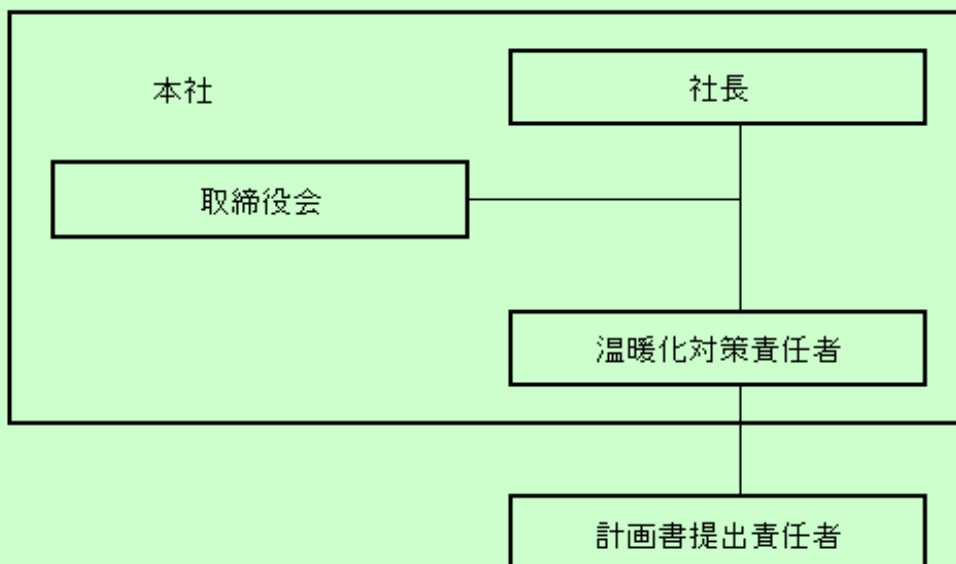 本社
社長
取締役会
温暖化対策責任者
計画書提出責任者